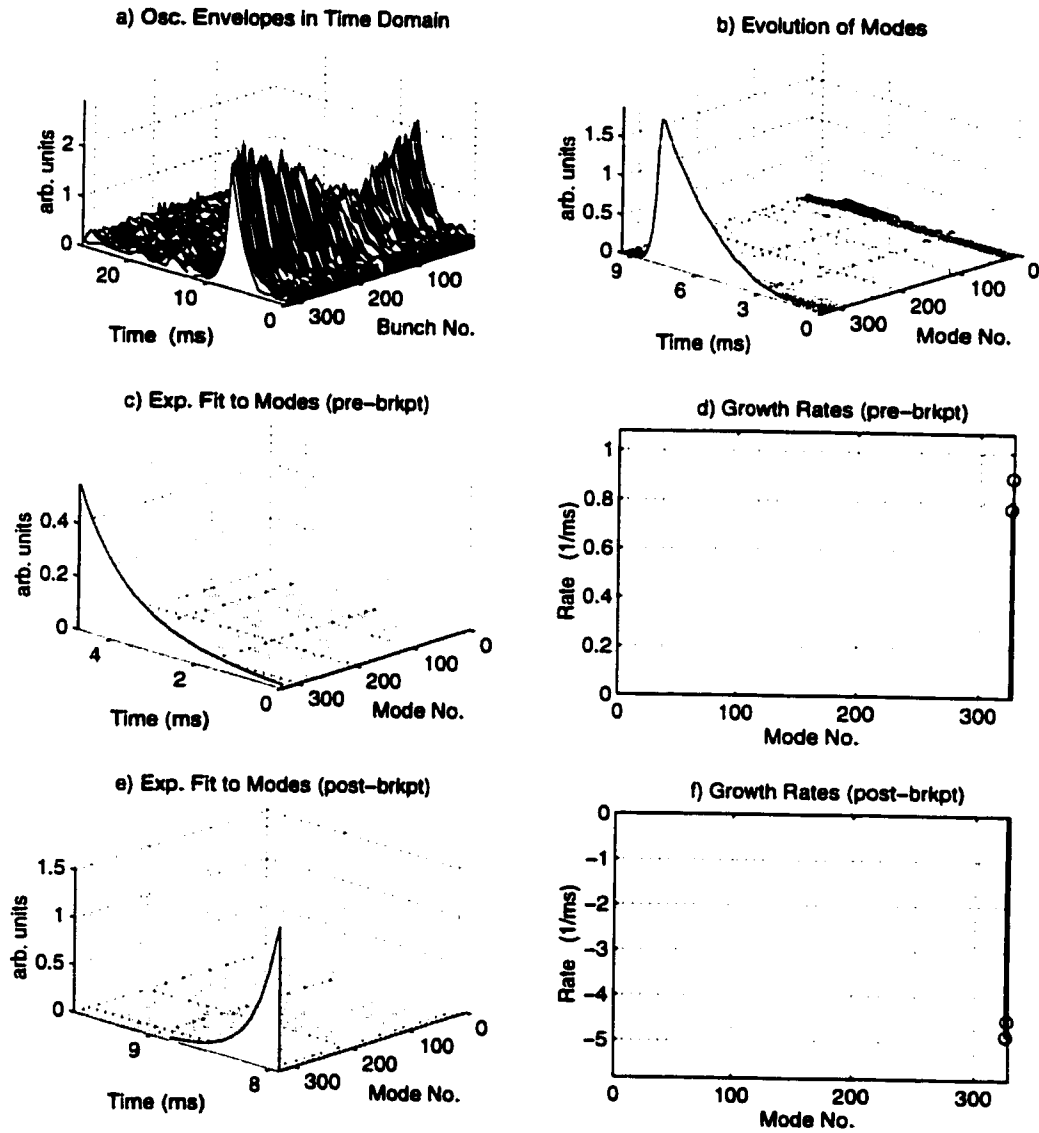 a) Osc. Envelopes in Time Domain
arb. units
2
1
0
20
10
0
Time (ms)
300
200
100
Bunch No.
b) Evolution of Modes
arb. units
1.5
1
0.5
0
9
6
3
0
Time (ms)
300
200
100
0
Mode No.
c) Exp. Fit to Modes (pre-brkpt)
arb. units
0.4
0.2
0
4
2
0
Time (ms)
300
200
100
0
Mode No.
d) Growth Rates (pre-brkpt)
Rate (1/ms)
1
0.8
0.6
0.4
0.2
0
0
100
200
300
Mode No.
e) Exp. Fit to Modes (post-brkpt)
arb. units
1.5
1
0.5
0
9
8
Time (ms)
300
200
100
0
Mode No.
f) Growth Rates (post-brkpt)
Rate (1/ms)
0
-1
-2
-3
-4
-5
0
100
200
300
Mode No.